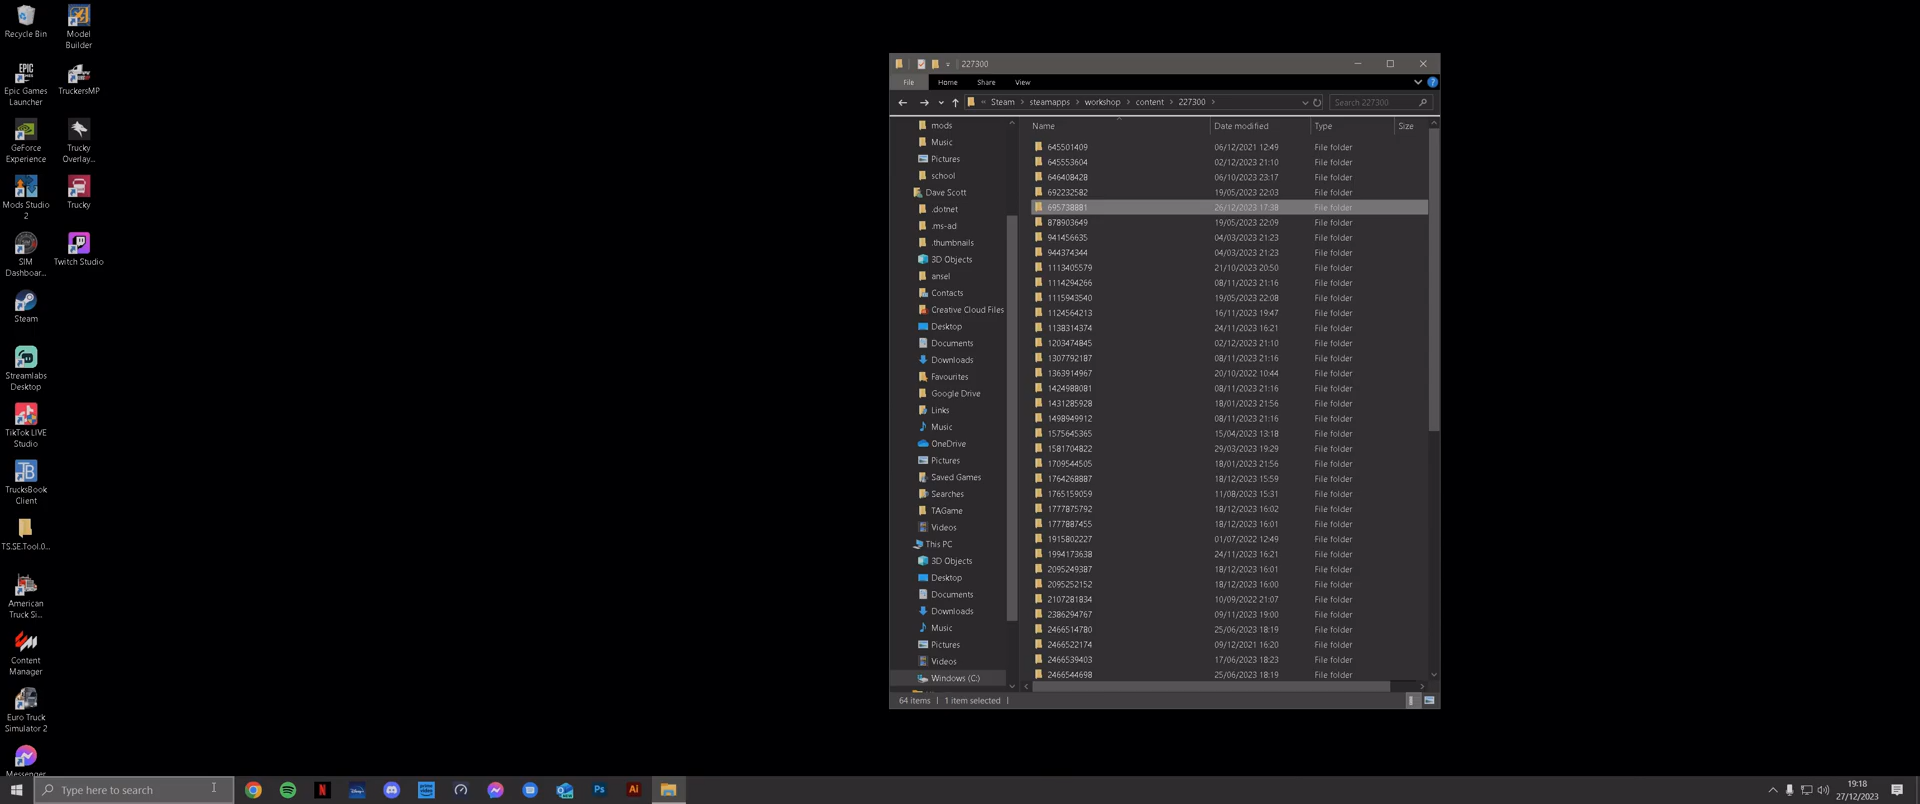 Recycle Bin
Model
Builder
Epic Games
Launcher
TruckersMP
GeForce
Experience
Trucky
Overlay...
Mods Studio
2
Trucky
SIM
Dashboar...
Twitch Studio
Steam
Streamlabs
Desktop
TikTok LIVE
Studio
TrucksBook
Client
TS.SE.Tool.0...
American
Truck Si...
Content
Manager
Euro Truck
Simulator 2
Messenger
227300
File Home Share View
« Steam > steamapps > workshop > content > 227300 >
Search 227300
mods
Music
Pictures
school
Dave Scott
.dotnet
.ms-ad
.thumbnails
3D Objects
ansel
Contacts
Creative Cloud Files
Desktop
Documents
Downloads
Favourites
Google Drive
Links
Music
OneDrive
Pictures
Saved Games
Searches
TAGame
Videos
This PC
3D Objects
Desktop
Documents
Downloads
Music
Pictures
Videos
Windows (C:)
Name Date modified Type Size
645501409 06/12/2021 12:49 File folder
645553604 02/12/2023 21:10 File folder
646408428 06/10/2023 23:17 File folder
692232582 19/05/2023 22:03 File folder
695738881 26/12/2023 17:38 File folder
878903649 19/05/2023 22:09 File folder
941456635 04/03/2023 21:23 File folder
944374344 04/03/2023 21:23 File folder
1113405579 21/10/2023 20:50 File folder
1114294266 08/11/2023 21:16 File folder
1115943540 19/05/2023 22:08 File folder
1124564213 16/11/2023 19:47 File folder
1138314374 24/11/2023 16:21 File folder
1203474845 02/12/2023 21:10 File folder
1307792187 08/11/2023 21:16 File folder
1363914967 20/10/2022 10:44 File folder
1424988081 08/11/2023 21:16 File folder
1431285928 18/01/2023 21:56 File folder
1498949912 08/11/2023 21:16 File folder
1575645365 15/04/2023 13:18 File folder
1581704822 29/03/2023 19:29 File folder
1709544505 18/01/2023 21:56 File folder
1764268887 18/12/2023 15:59 File folder
1765159059 11/08/2023 15:31 File folder
1777875792 18/12/2023 16:02 File folder
1777887455 18/12/2023 16:01 File folder
1915802227 01/07/2022 12:49 File folder
1994173638 24/11/2023 16:21 File folder
2095249387 18/12/2023 16:01 File folder
2095252152 18/12/2023 16:00 File folder
2107281834 10/09/2022 21:07 File folder
2386294767 09/11/2023 19:00 File folder
2466514780 25/06/2023 18:19 File folder
2466522174 09/12/2021 16:20 File folder
2466539403 17/06/2023 18:23 File folder
2466544698 25/06/2023 18:19 File folder
64 items 1 item selected
Type here to search
19:18
27/12/2023